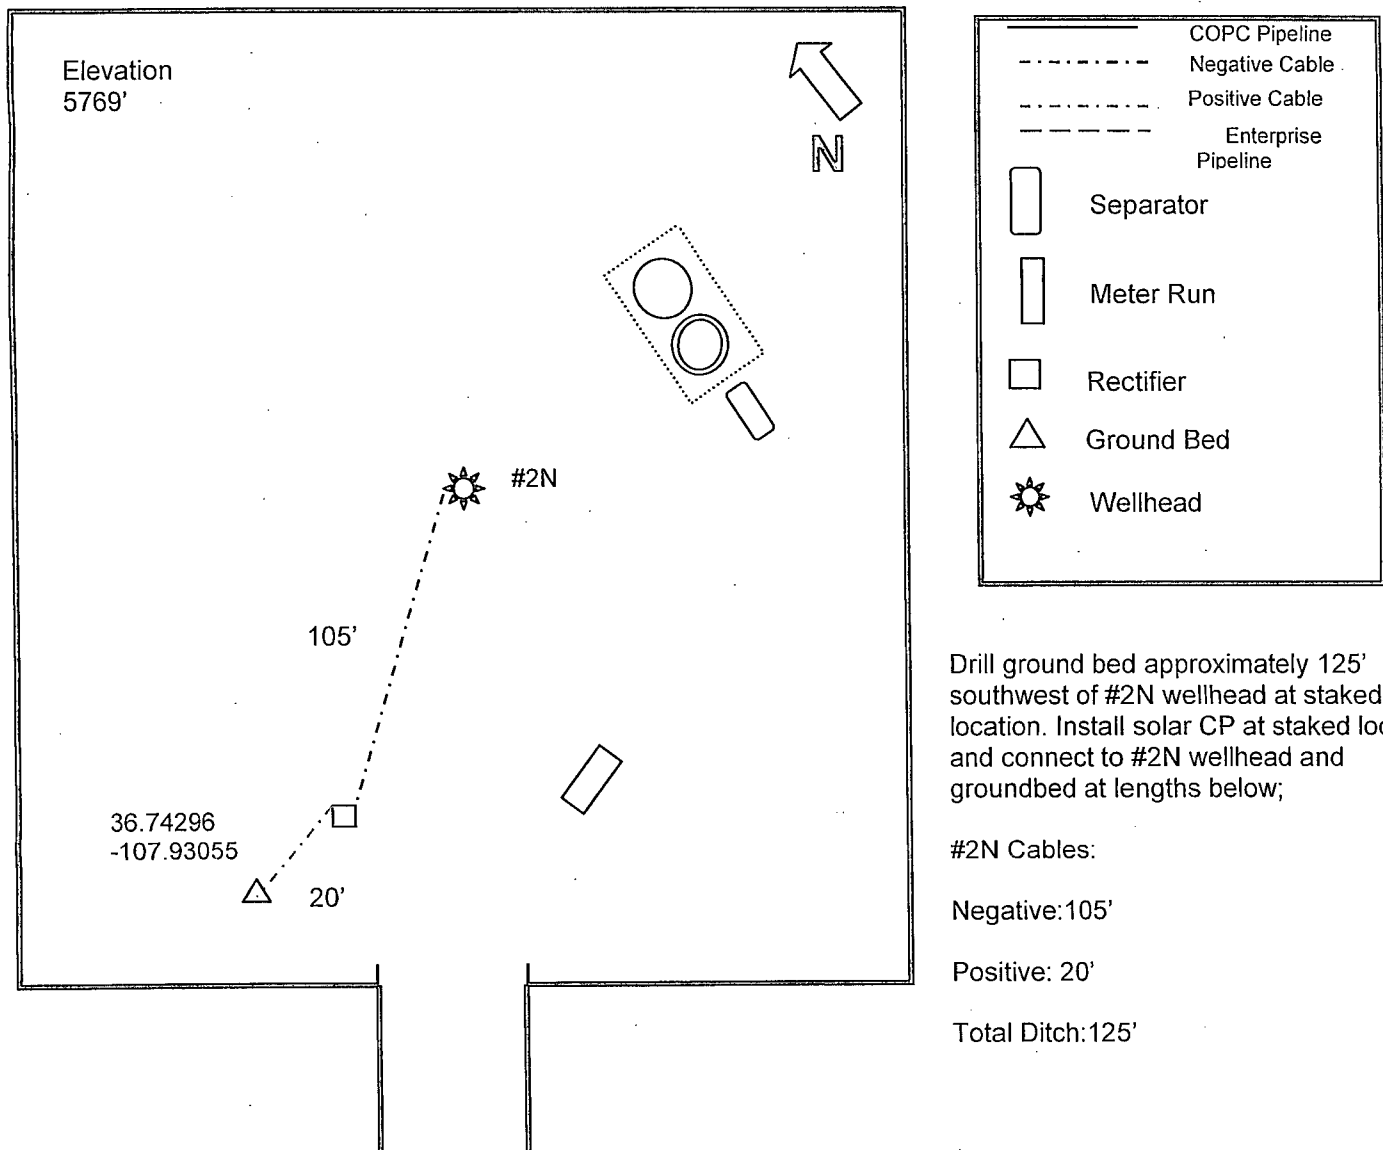 Elevation
5769'
N
#2N
105'
36.74296
-107.93055
20'
COPC Pipeline
Negative Cable
Positive Cable
Enterprise
Pipeline
Separator
Meter Run
Rectifier
Ground Bed
Wellhead
Drill ground bed approximately 125'
southwest of #2N wellhead at staked
location. Install solar CP at staked
and connect to #2N wellhead and
groundbed at lengths below;
#2N Cables:
Negative:105'
Positive: 20'
Total Ditch:125'